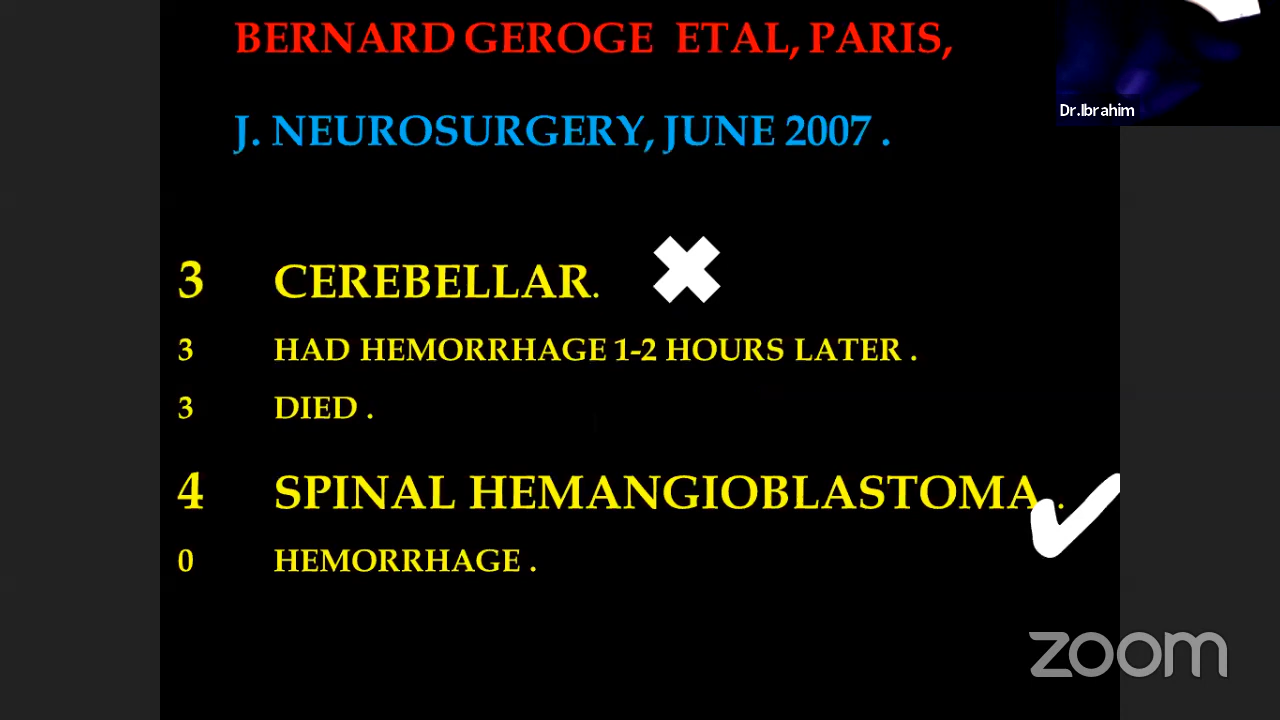 BERNARD GEROGE ETAL, PARIS,
Dr.Ibrahim
J. NEUROSURGERY, JUNE 2007 .
3 CEREBELLAR.
3 HAD HEMORRHAGE 1-2 HOURS LATER .
3 DIED .
4 SPINAL HEMANGIOBLASTOMA .
0 HEMORRHAGE .
zoom